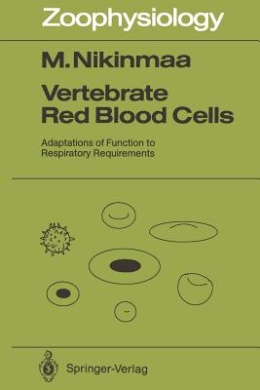 Zoophysiology
M. Nikinmaa
Vertebrate
Red Blood Cells
Adaptations of Function to
Respiratory Requirements
Springer-Verlag